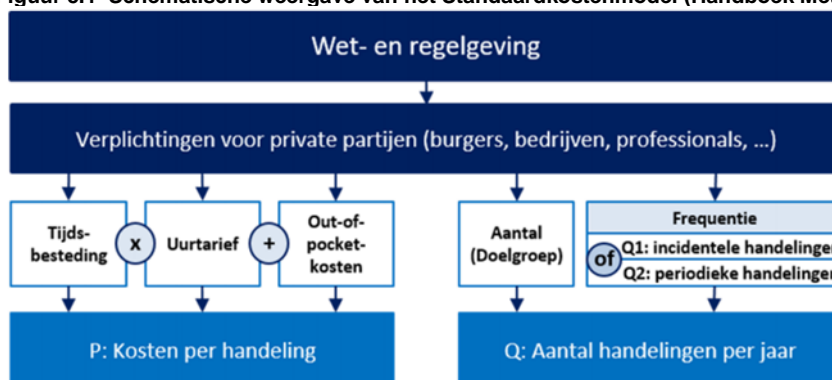 Wet- en regelgeving
Verplichtingen voor private partijen (burgers, bedrijven, professionals, ...)
Tijds-
besteding
x
Uurtarief
+
Out-of-
pocket-
kosten
Aantal
(Doelgroep)
Frequentie
of
Q1: incidentele handelingen
Q2: periodieke handelingen
P: Kosten per handeling
Q: Aantal handelingen per jaar